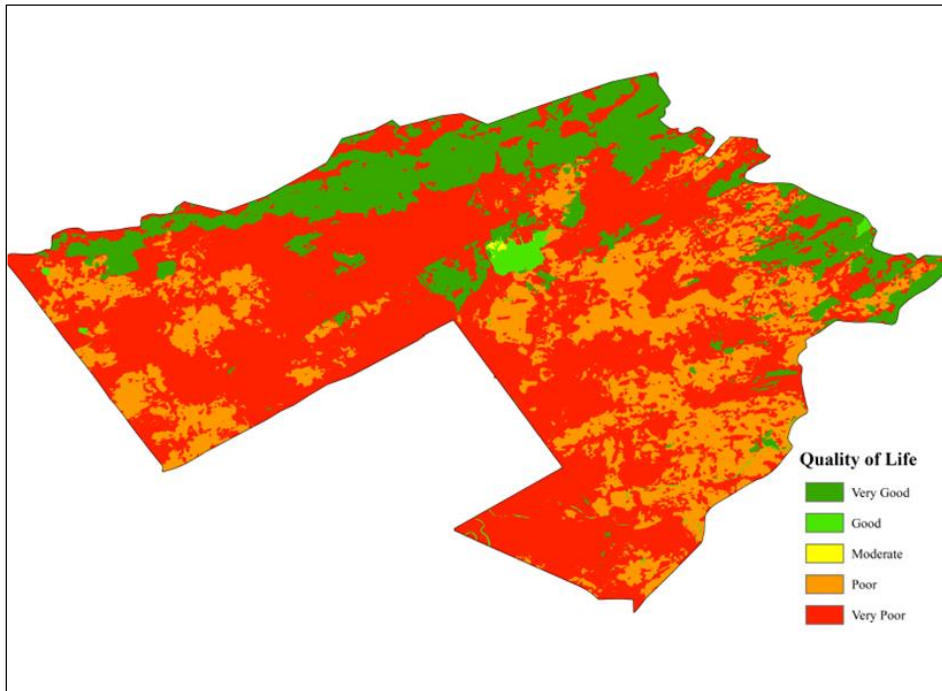 Quality of Life
Very Good
Good
Moderate
Poor
Very Poor